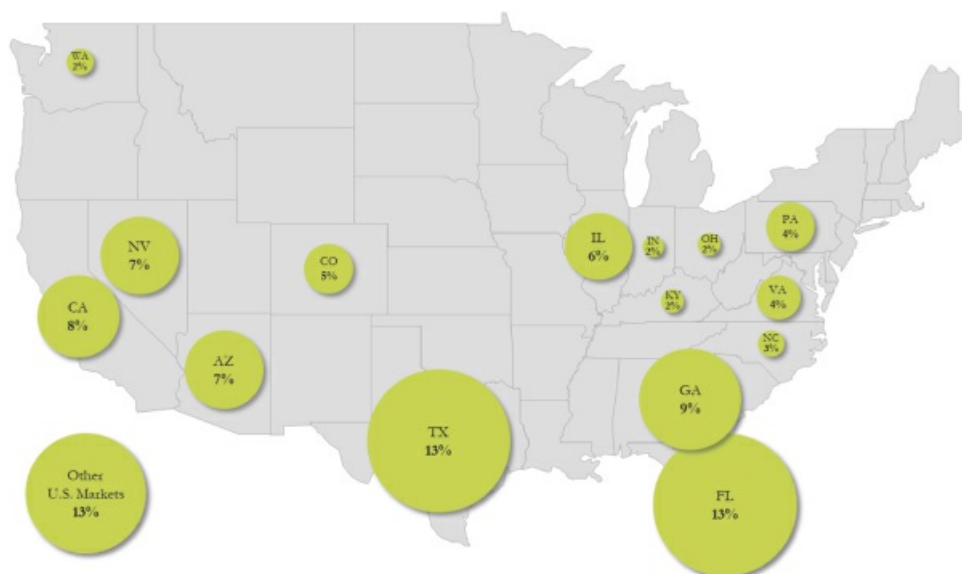 WA
2%
NV
7%
CO
5%
IL
6%
IN
2%
OH
2%
PA
4%
CA
8%
KY
2%
VA
4%
NC
3%
AZ
7%
GA
9%
TX
13%
Other
U.S. Markets
13%
FL
13%